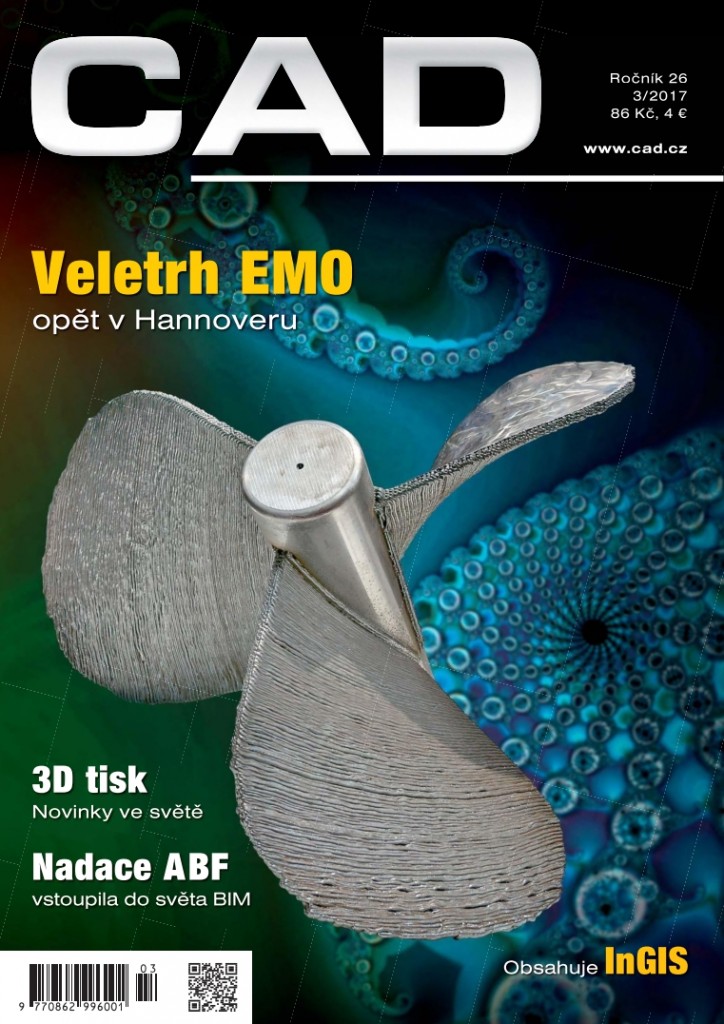 CAD
Ročník 26
3/2017
86 Kč, 4 €
www.cad.cz
Veletrh EMO
opět v Hannoveru
3D tisk
Novinky ve světě
Nadace ABF
vstoupila do světa BIM
Obsahuje InGIS
03
9 770862 996001